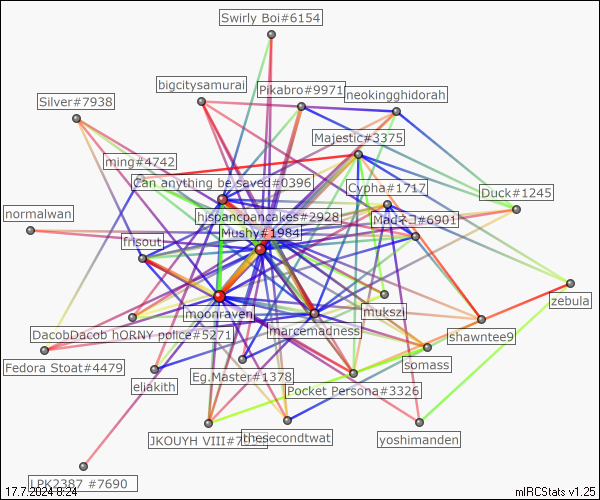 Swirly Boi#6154
bigcitysamurai
Pikabro#9971
neokingghidorah
Silver#7938
Majestic#3375
ming#4742
Can anything be saved#0396
Cypha#1717
Duck#1245
normalwan
hispancpancakes#2928
Madネコ#6901
Mushy#1984
frisout
zebula
moonraven
mukszi
DacobDacob hORNY police#5271
marcemadness
shawntee9
Fedora Stoat#4479
somass
eliakith
Eg.Master#1378
Pocket Persona#3326
JKOUYH VIII
thesecondtwat
yoshimanden
LPK2387 #7690
17.7.2024 8:24
mIRCStats v1.25